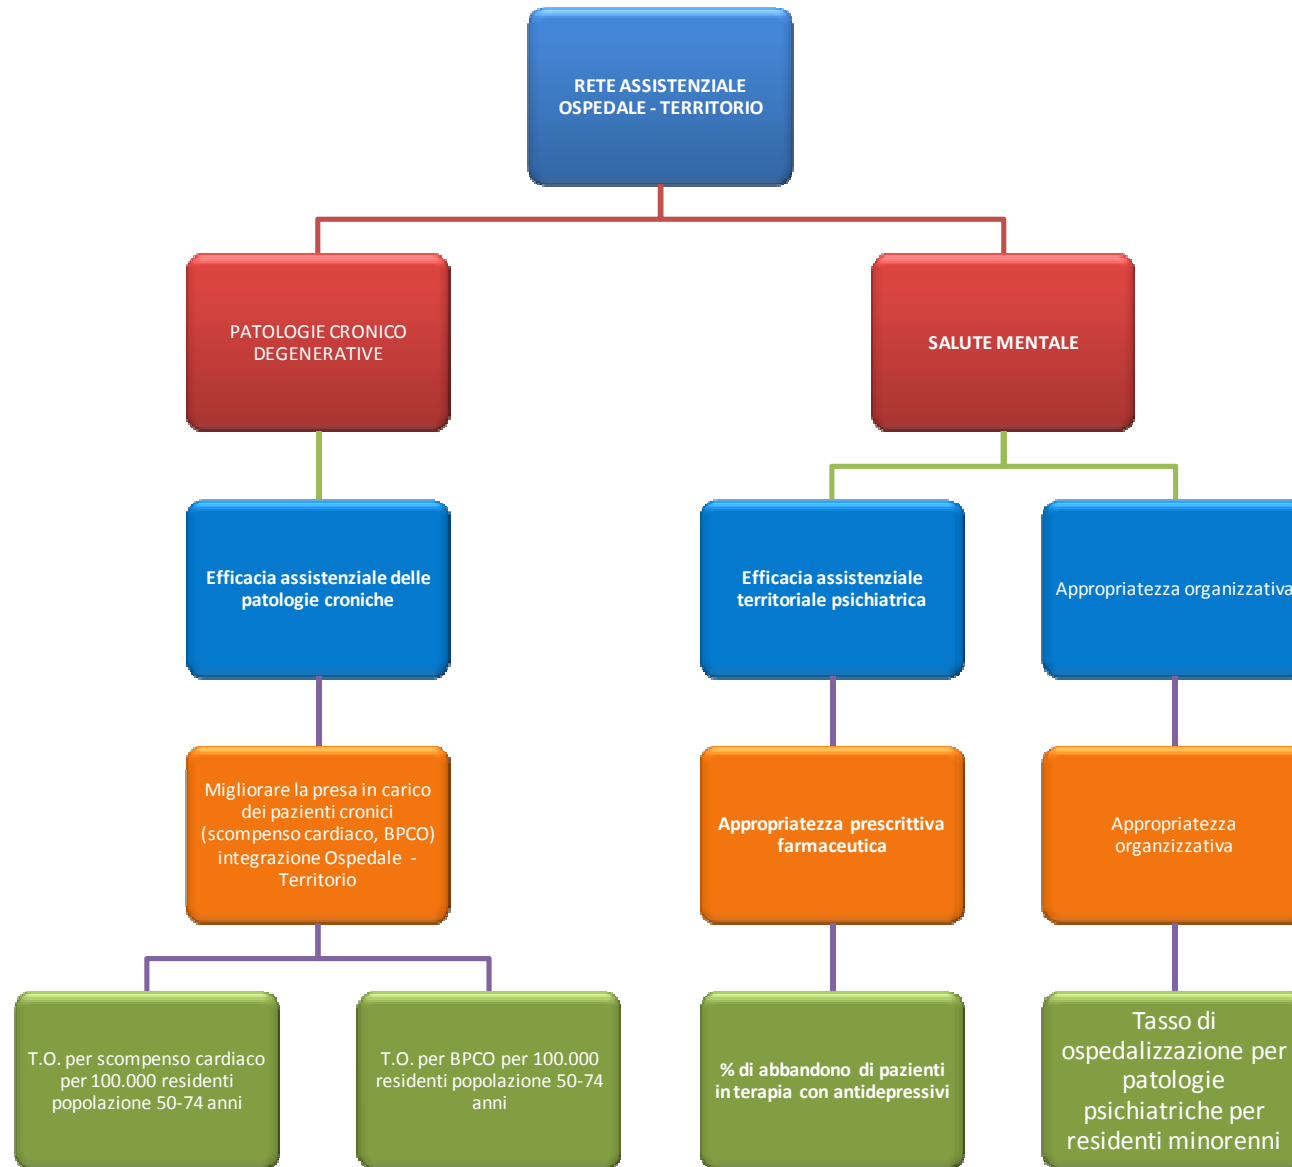 RETE ASSISTENZIALE
OSPEDALE - TERRITORIO
PATOLOGIE CRONICO
DEGENERATIVE
SALUTE MENTALE
Efficacia assistenziale delle
patologie croniche
Efficacia assistenziale
territoriale psichiatrica
Appropriatezza organizzativa
Migliorare la presa in carico
dei pazienti cronici
(scompenso cardiaco, BPCO)
integrazione Ospedale -
Territorio
Appropriatezza prescrittiva
farmaceutica
Appropriatezza
organzizzativa
T.O. per scompenso cardiaco
per 100.000 residenti
popolazione 50-74 anni
T.O. per BPCO per 100.000
residenti popolazione 50-74
anni
% di abbandono di pazienti
in terapia con antidepressivi
Tasso di
ospedalizzazione per
patologie
psichiatriche per
residenti minorenni